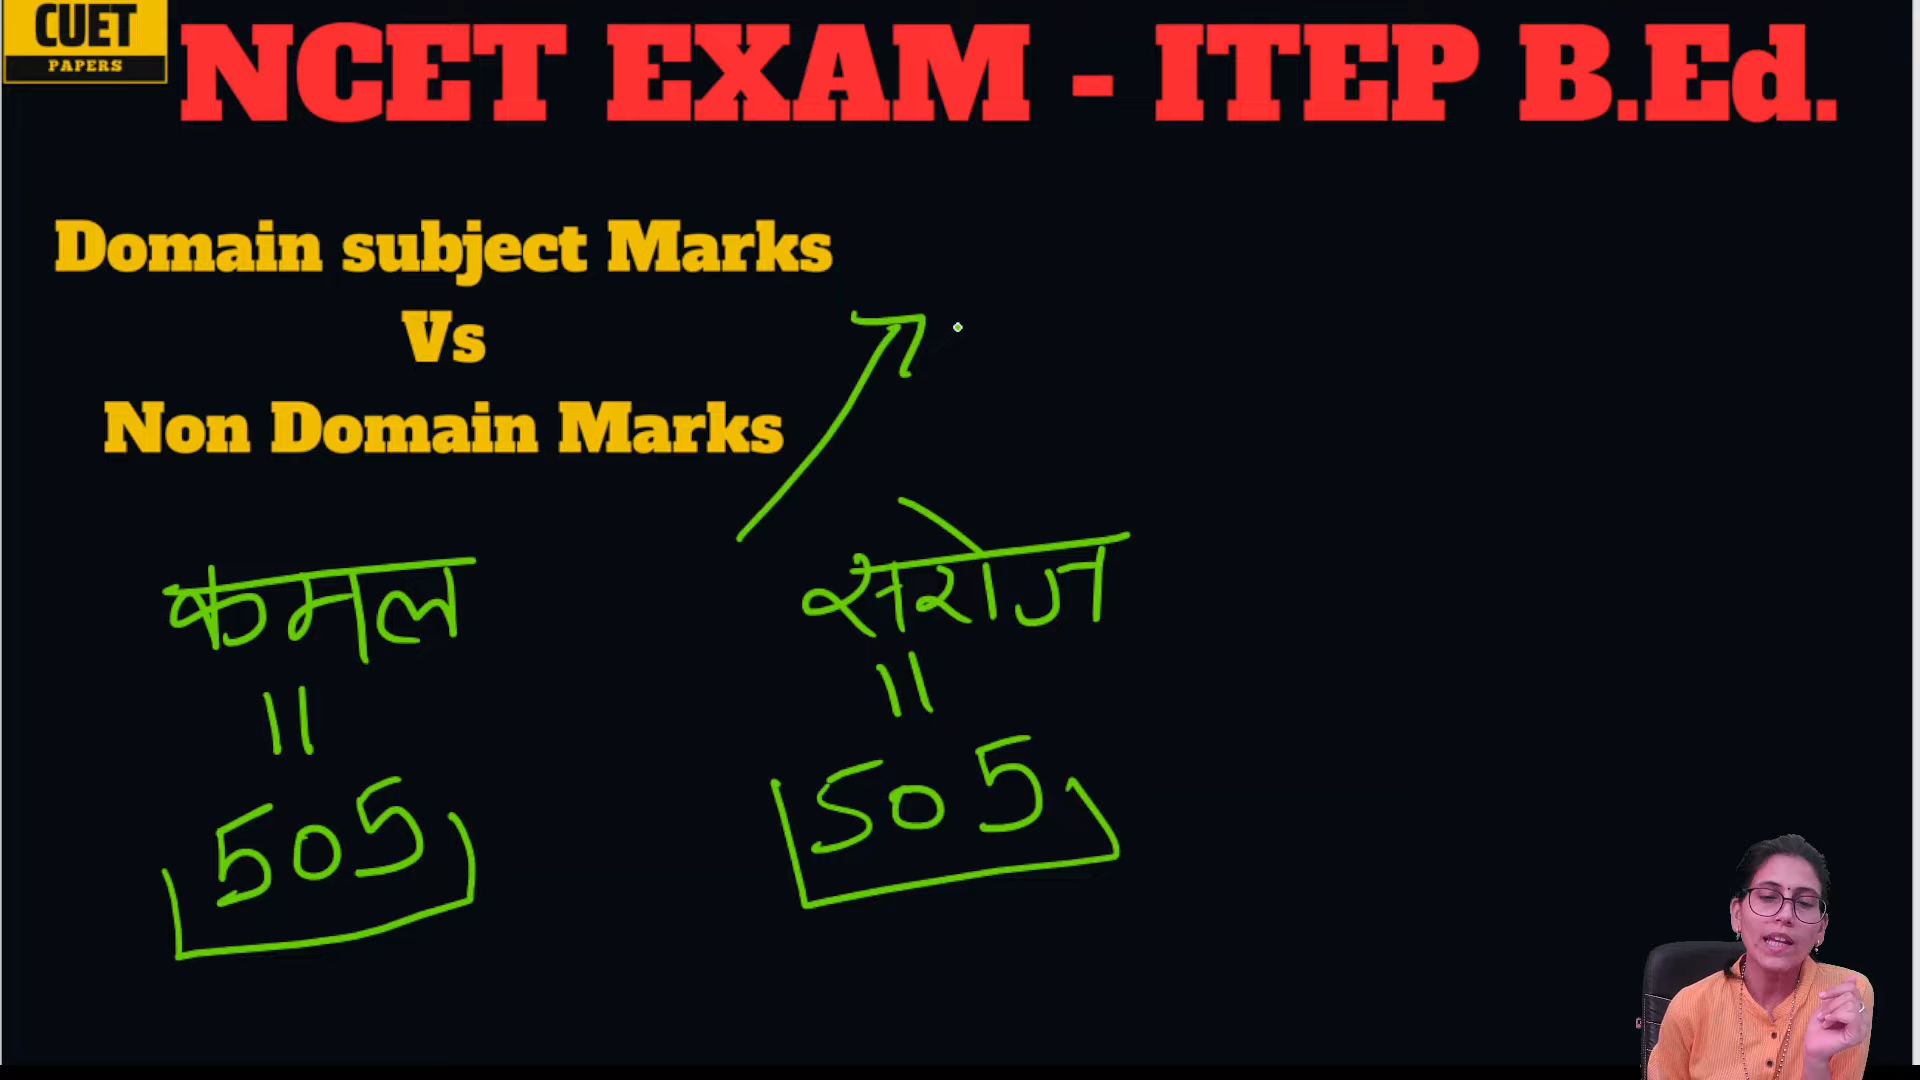 CUET
PAPERS
NCET EXAM - ITEP B.Ed.
Domain subject Marks
Vs
Non Domain Marks
कमल सरोज
॥ ॥
505 505